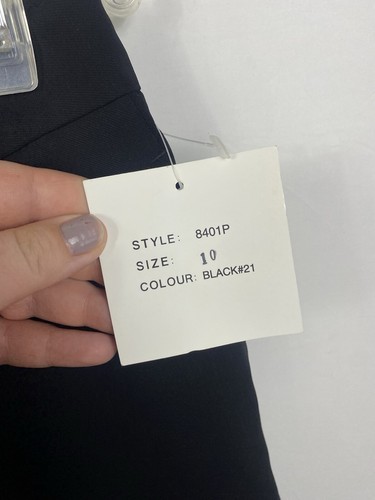 STYLE: 8401P
SIZE: 10
COLOUR: BLACK#21